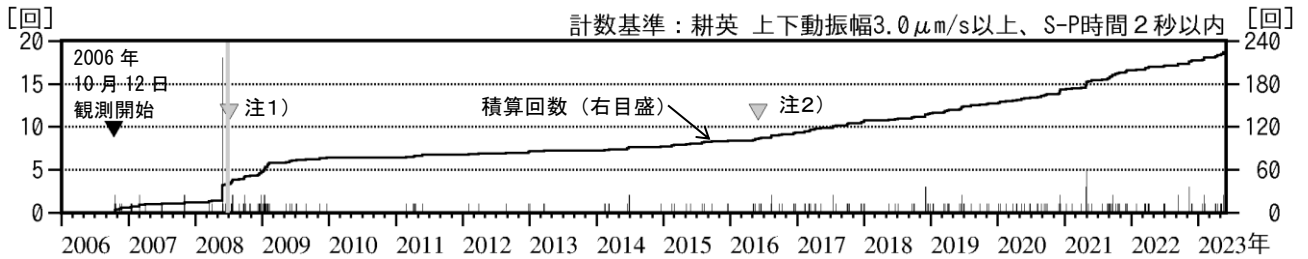 [回]
計数基準：耕英 上下動振幅3.0μm/s以上、S-P時間２秒以内
[回]
20
15
10
5
0
2006 年
10 月 12 日
観測開始
注1）
積算回数（右目盛）
注2）
240
180
120
60
0
2006 2007 2008 2009 2010 2011 2012 2013 2014 2015 2016 2017 2018 2019 2020 2021 2022 2023年